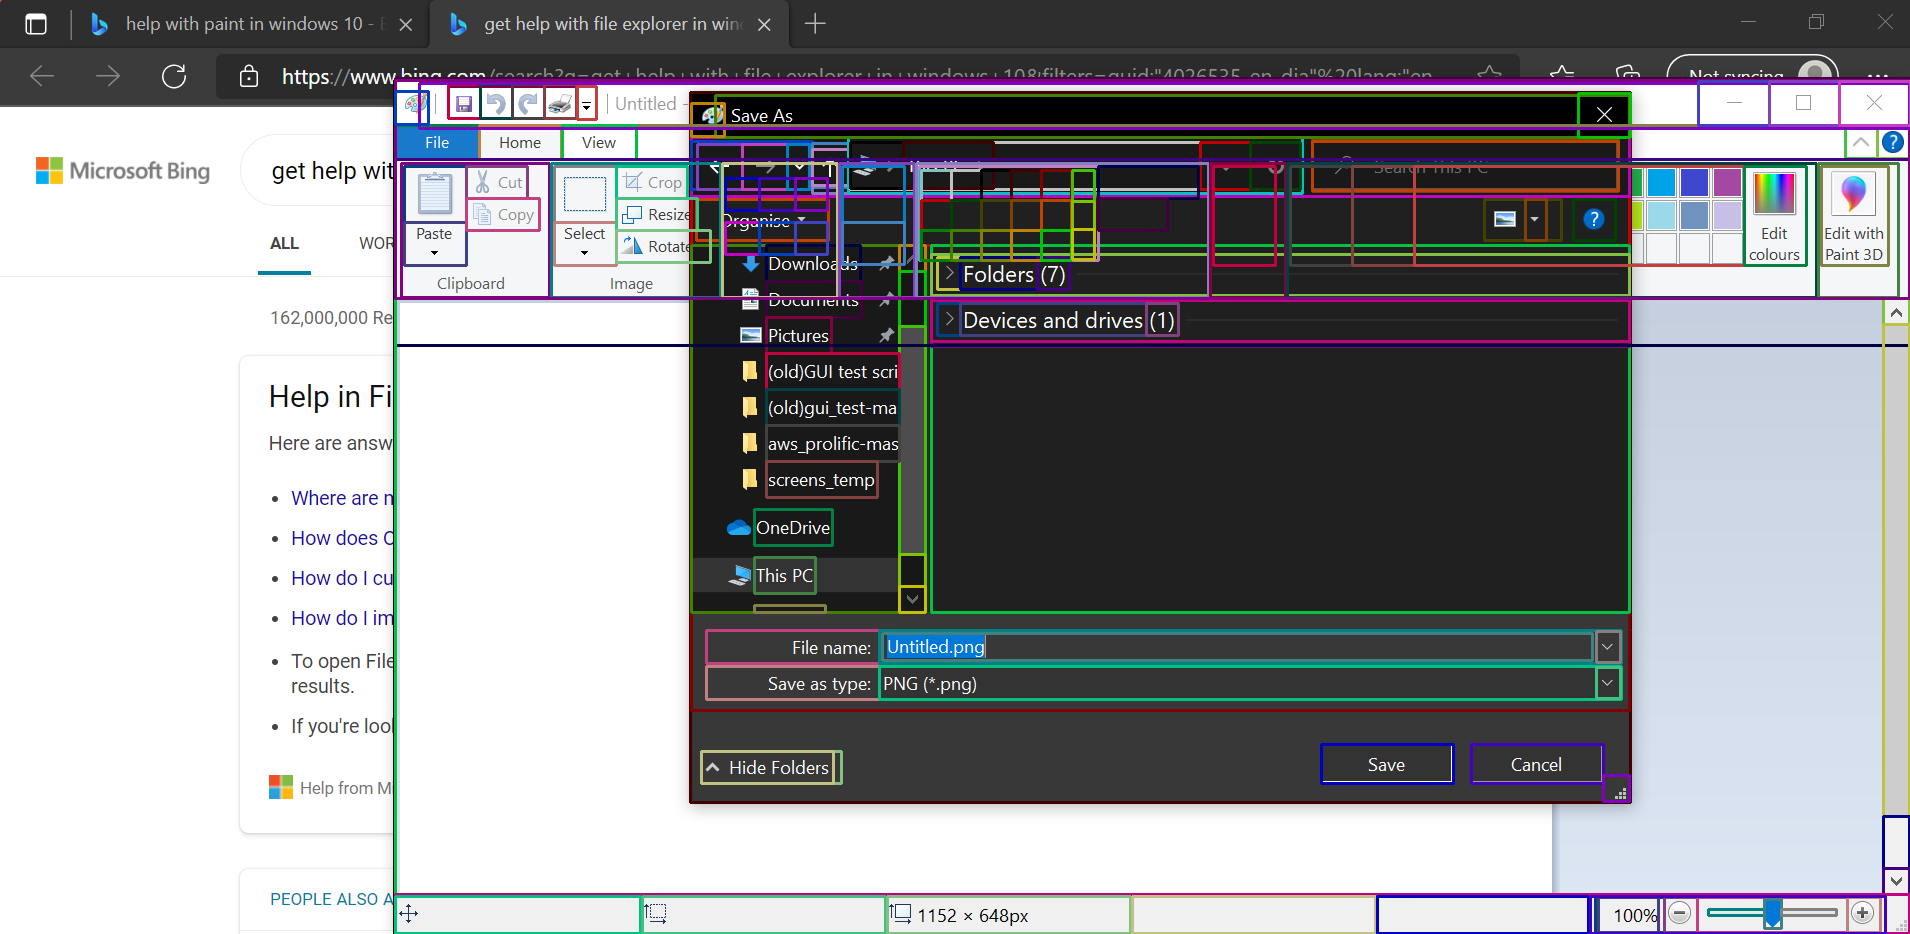 help with paint in windows 10 -
get help with file explorer in win
https://www.bing.com/search?q=get+help+with+file+explorer+in+windows+10&filters=guid:"4026535-en-dia"%20lang:"en
Not syncing
Untitled -
Save As
Microsoft Bing
get help wit
File
Home
View
Search This PC
Cut
Copy
Paste
Clipboard
Crop
Resize
Rotate
Select
Image
Organise
Edit colours
Edit with Paint 3D
ALL
WOR
162,000,000 Re
Downloads
Documents
Pictures
(old)GUI test scri
(old)gui_test-ma
aws_prolific-mas
screens_temp
OneDrive
This PC
Folders (7)
Devices and drives (1)
Help in Fi
Here are answ
Where are n
How does C
How do I cu
How do I im
To open File
results.
If you're lool
Help from Mi
PEOPLE ALSO A
File name: Untitled.png
Save as type: PNG (*.png)
Hide Folders
Save
Cancel
1152 × 648px
100%